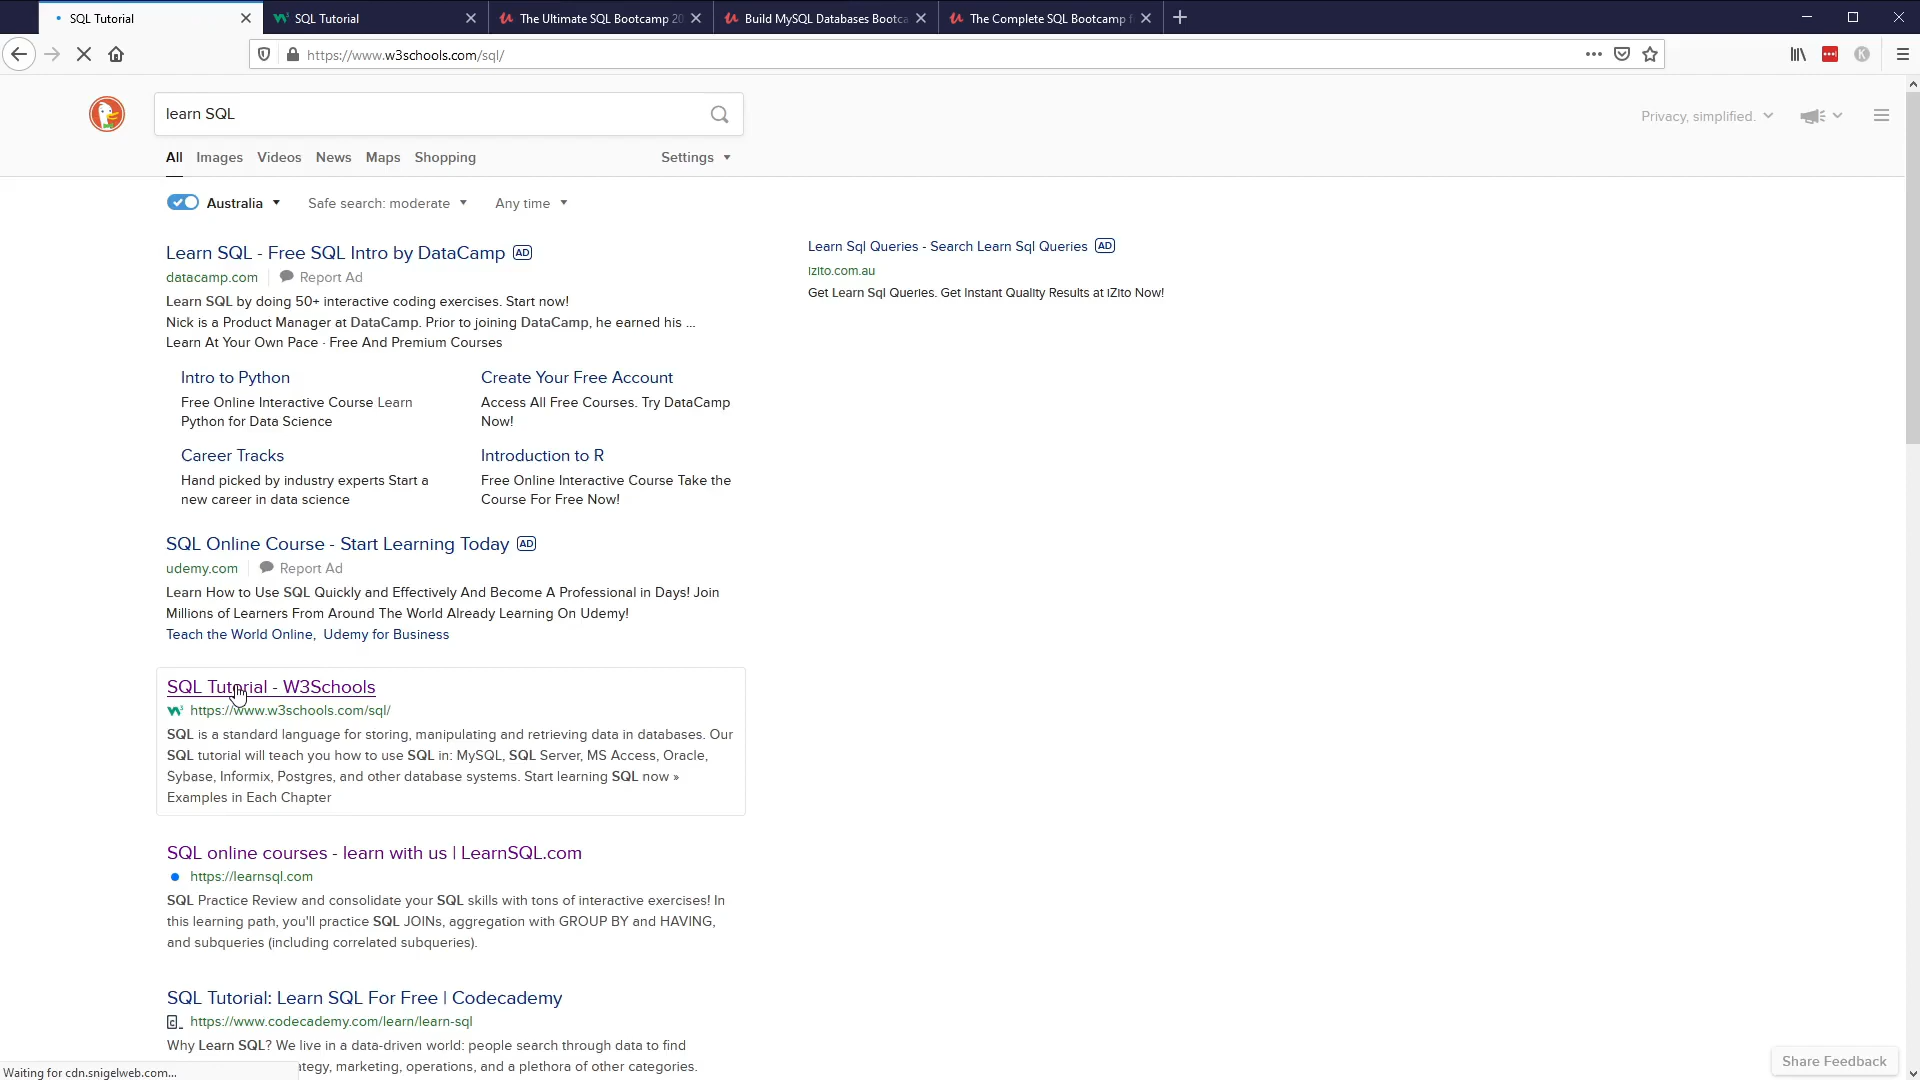 SQL Tutorial
SQL Tutorial
The Ultimate SQL Bootcamp 20
Build MySQL Databases Bootca
The Complete SQL Bootcamp f
https://www.w3schools.com/sql/
learn SQL
Privacy, simplified.
All Images Videos News Maps Shopping Settings
Australia Safe search: moderate Any time
Learn SQL - Free SQL Intro by DataCamp AD
datacamp.com Report Ad
Learn SQL by doing 50+ interactive coding exercises. Start now!
Nick is a Product Manager at DataCamp. Prior to joining DataCamp, he earned his ...
Learn At Your Own Pace · Free And Premium Courses
Intro to Python
Free Online Interactive Course Learn
Python for Data Science
Create Your Free Account
Access All Free Courses. Try DataCamp
Now!
Career Tracks
Hand picked by industry experts Start a
new career in data science
Introduction to R
Free Online Interactive Course Take the
Course For Free Now!
Learn Sql Queries - Search Learn Sql Queries AD
izito.com.au
Get Learn Sql Queries. Get Instant Quality Results at iZito Now!
SQL Online Course - Start Learning Today AD
udemy.com Report Ad
Learn How to Use SQL Quickly and Effectively And Become A Professional in Days! Join
Millions of Learners From Around The World Already Learning On Udemy!
Teach the World Online, Udemy for Business
SQL Tutorial - W3Schools
https://www.w3schools.com/sql/
SQL is a standard language for storing, manipulating and retrieving data in databases. Our
SQL tutorial will teach you how to use SQL in: MySQL, SQL Server, MS Access, Oracle,
Sybase, Informix, Postgres, and other database systems. Start learning SQL now »
Examples in Each Chapter
SQL online courses - learn with us | LearnSQL.com
https://learnsql.com
SQL Practice Review and consolidate your SQL skills with tons of interactive exercises! In
this learning path, you'll practice SQL JOINs, aggregation with GROUP BY and HAVING,
and subqueries (including correlated subqueries).
SQL Tutorial: Learn SQL For Free | Codecademy
https://www.codecademy.com/learn/learn-sql
Why Learn SQL? We live in a data-driven world: people search through data to find
tegy, marketing, operations, and a plethora of other categories.
Share Feedback
Waiting for cdn.snigelweb.com...